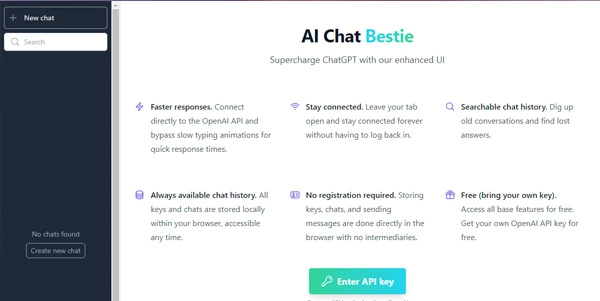 New chat
Search
No chats found
Create new chat
AI Chat Bestie
Supercharge ChatGPT with our enhanced UI
Faster responses. Connect
directly to the OpenAI API and
bypass slow typing animations for
quick response times.
Stay connected. Leave your tab
open and stay connected forever
without having to log back in.
Searchable chat history. Dig up
old conversations and find lost
answers.
Always available chat history. All
keys and chats are stored locally
within your browser, accessible
any time.
No registration required. Storing
keys, chats, and sending
messages are done directly in the
browser with no intermediaries.
Free (bring your own key).
Access all base features for free.
Get your own OpenAI API key for
free.
Enter API key